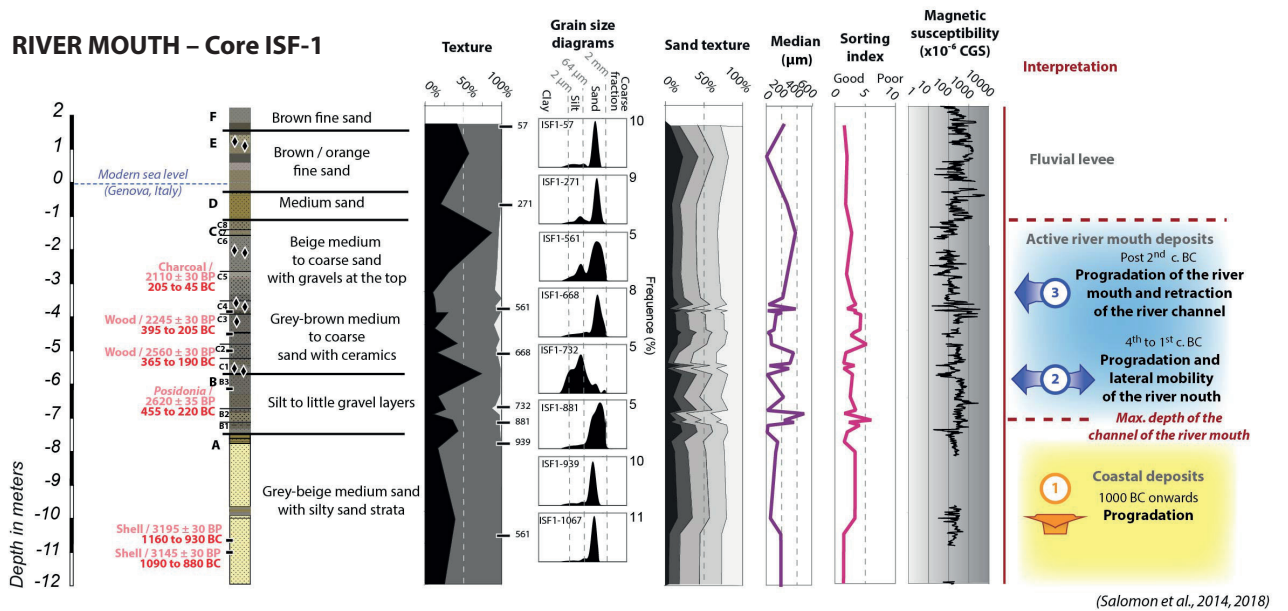 RIVER MOUTH – Core ISF-1
Texture
Grain size
diagrams
Sand texture
Median
(µm)
Sorting
index
Magnetic
susceptibility
(x10⁻⁶ CGS)
Interpretation
0%
50%
100%
Clay
2 µm
Silt
64 µm
Sand
2 mm
Coarse
fraction
0%
50%
100%
0
200
400
600
Good
Poor
0
5
10
1
10
100
1000
10000
Depth in meters
2
1
0
-1
-2
-3
-4
-5
-6
-7
-8
-9
-10
-11
-12
Modern sea level
(Genova, Italy)
Charcoal /
2110 ± 30 BP
205 to 45 BC
Wood / 2245 ± 30 BP
395 to 205 BC
Wood / 2560 ± 30 BP
365 to 190 BC
Posidonia /
2620 ± 35 BP
455 to 220 BC
Shell / 3195 ± 30 BP
1160 to 930 BC
Shell / 3145 ± 30 BP
1090 to 880 BC
F
E
D
C
C8
C7
C6
C5
C4
C3
C2
C1
B
B3
B2
B1
A
Brown fine sand
Brown / orange
fine sand
Medium sand
Beige medium
to coarse sand
with gravels at the top
Grey-brown medium
to coarse
sand with ceramics
Silt to little gravel layers
Grey-beige medium sand
with silty sand strata
57
271
561
668
732
881
939
561
ISF1-57
10
ISF1-271
9
ISF1-561
5
ISF1-668
8
ISF1-732
5
ISF1-881
5
ISF1-939
10
ISF1-1067
11
Frequence (%)
Fluvial levee
Active river mouth deposits
Post 2nd c. BC
3
Progradation of the river
mouth and retraction
of the river channel
4th to 1st c. BC
2
Progradation and
lateral mobility
of the river nouth
Max. depth of the
channel of the river mouth
Coastal deposits
1
1000 BC onwards
Progradation
(Salomon et al., 2014, 2018)